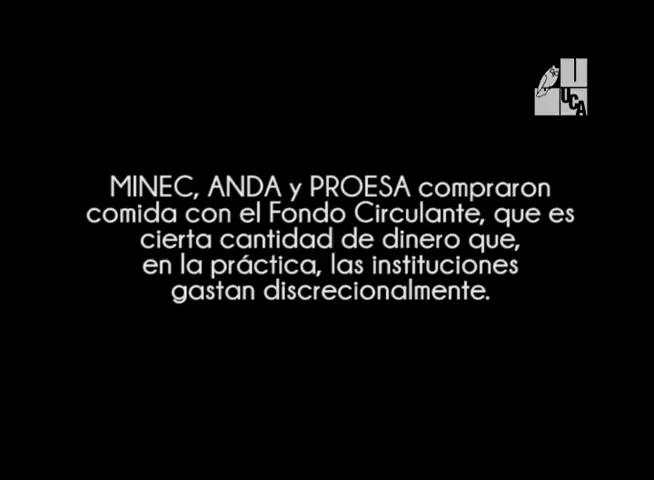 U
UCA
MINEC, ANDA y PROESA compraron
comida con el Fondo Circulante, que es
cierta cantidad de dinero que,
en la práctica, las instituciones
gastan discrecionalmente.